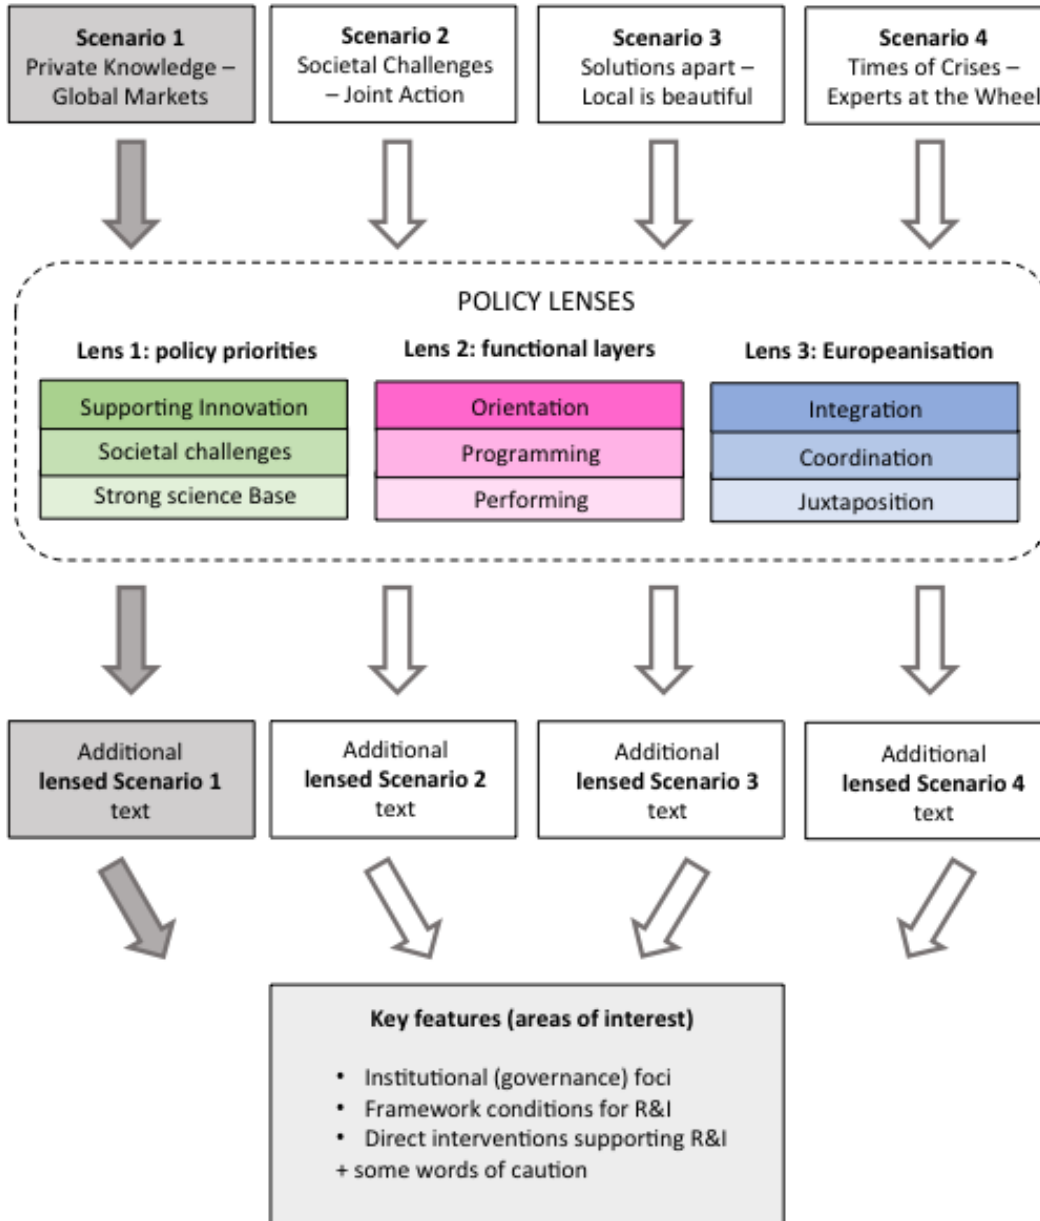 Scenario 1
Private Knowledge –
Global Markets
Scenario 2
Societal Challenges
– Joint Action
Scenario 3
Solutions apart –
Local is beautiful
Scenario 4
Times of Crises –
Experts at the Wheel
POLICY LENSES
Lens 1: policy priorities
Supporting Innovation
Societal challenges
Strong science Base
Lens 2: functional layers
Orientation
Programming
Performing
Lens 3: Europeanisation
Integration
Coordination
Juxtaposition
Additional
lensed Scenario 1
text
Additional
lensed Scenario 2
text
Additional
lensed Scenario 3
text
Additional
lensed Scenario 4
text
Key features (areas of interest)
• Institutional (governance) foci
• Framework conditions for R&I
• Direct interventions supporting R&I
+ some words of caution